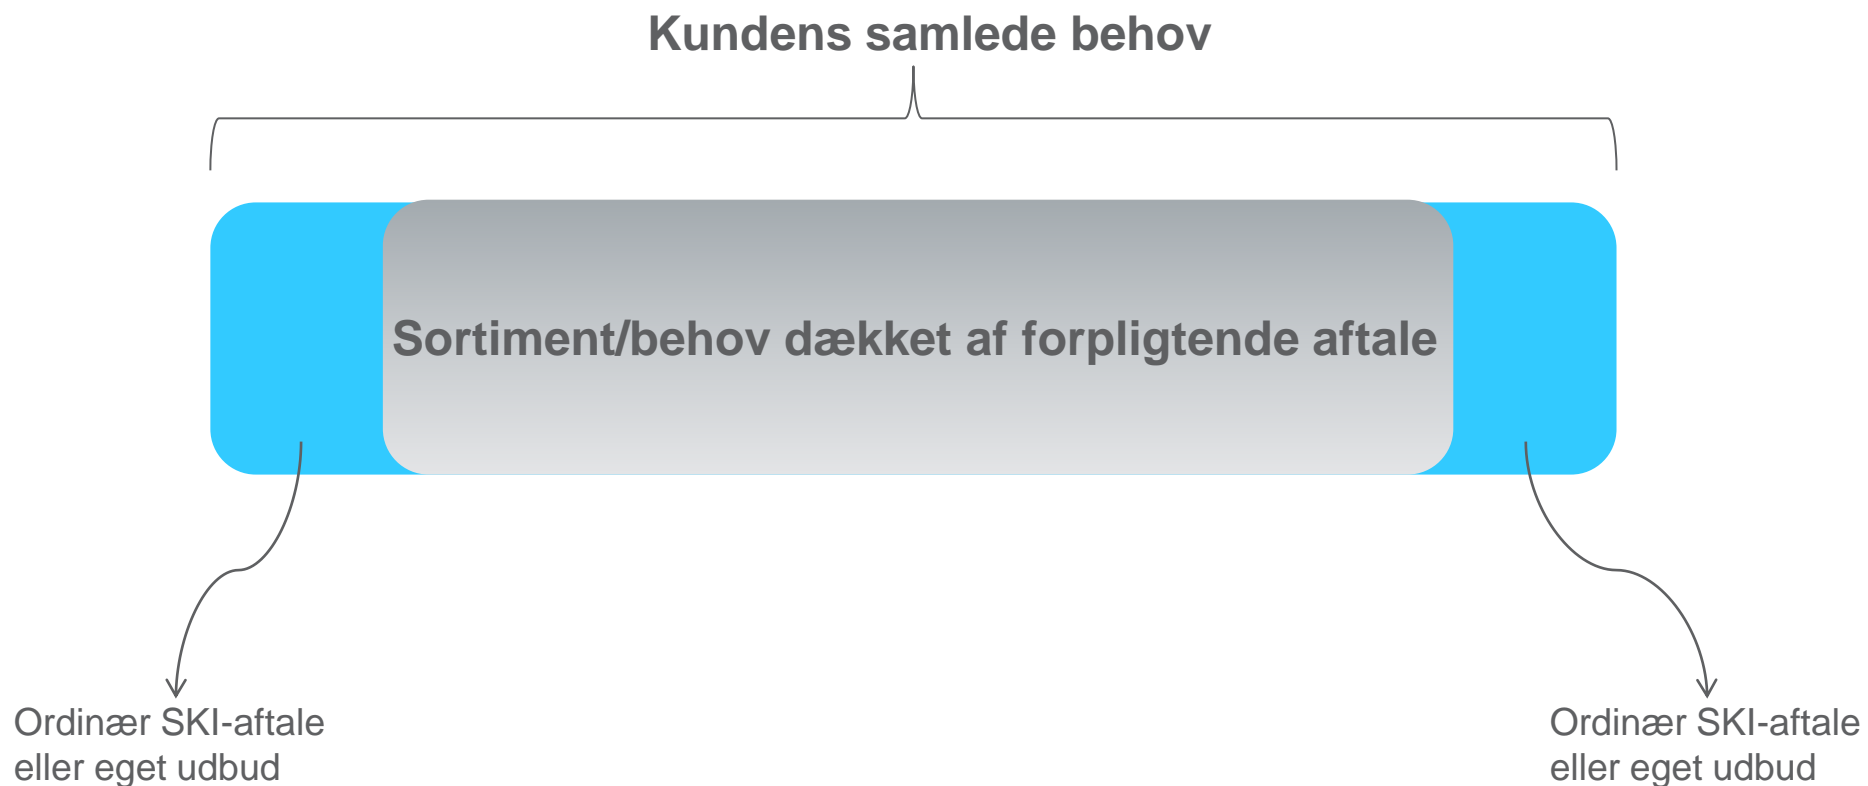 Kundens samlede behov
Sortiment/behov dækket af forpligtende aftale
Ordinær SKI-aftale
eller eget udbud
Ordinær SKI-aftale
eller eget udbud